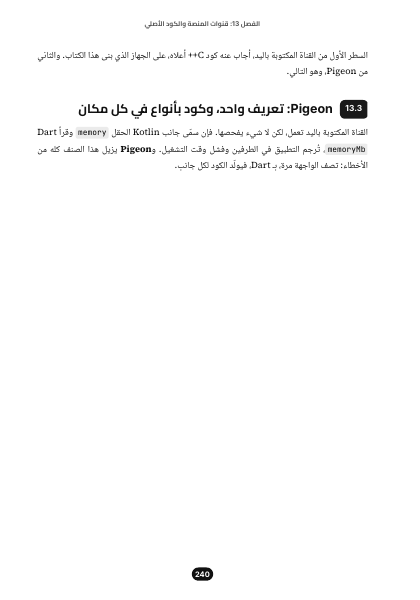 الفصل 13: قنوات المنصة والكود الأصلي
السطر الأول من القناة المكتوبة باليد، أجاب عنه كود C++ أعلاه، على الجهاز الذي بنى هذا الكتاب. والثاني
من Pigeon، وهو التالي.
13.3 Pigeon: تعريف واحد، وكود بأنواع في كل مكان
القناة المكتوبة باليد تعمل، لكن لا شيء يفحصها. فإن سمّى جانب Kotlin الحقل memory وقرأ Dart
memoryMb، تُرجم التطبيق في الطرفين وفشل وقت التشغيل. وPigeon يزيل هذا الصنف كله من
الأخطاء: تصف الواجهة مرة، بـ Dart، فيولّد الكود لكل جانب.
240